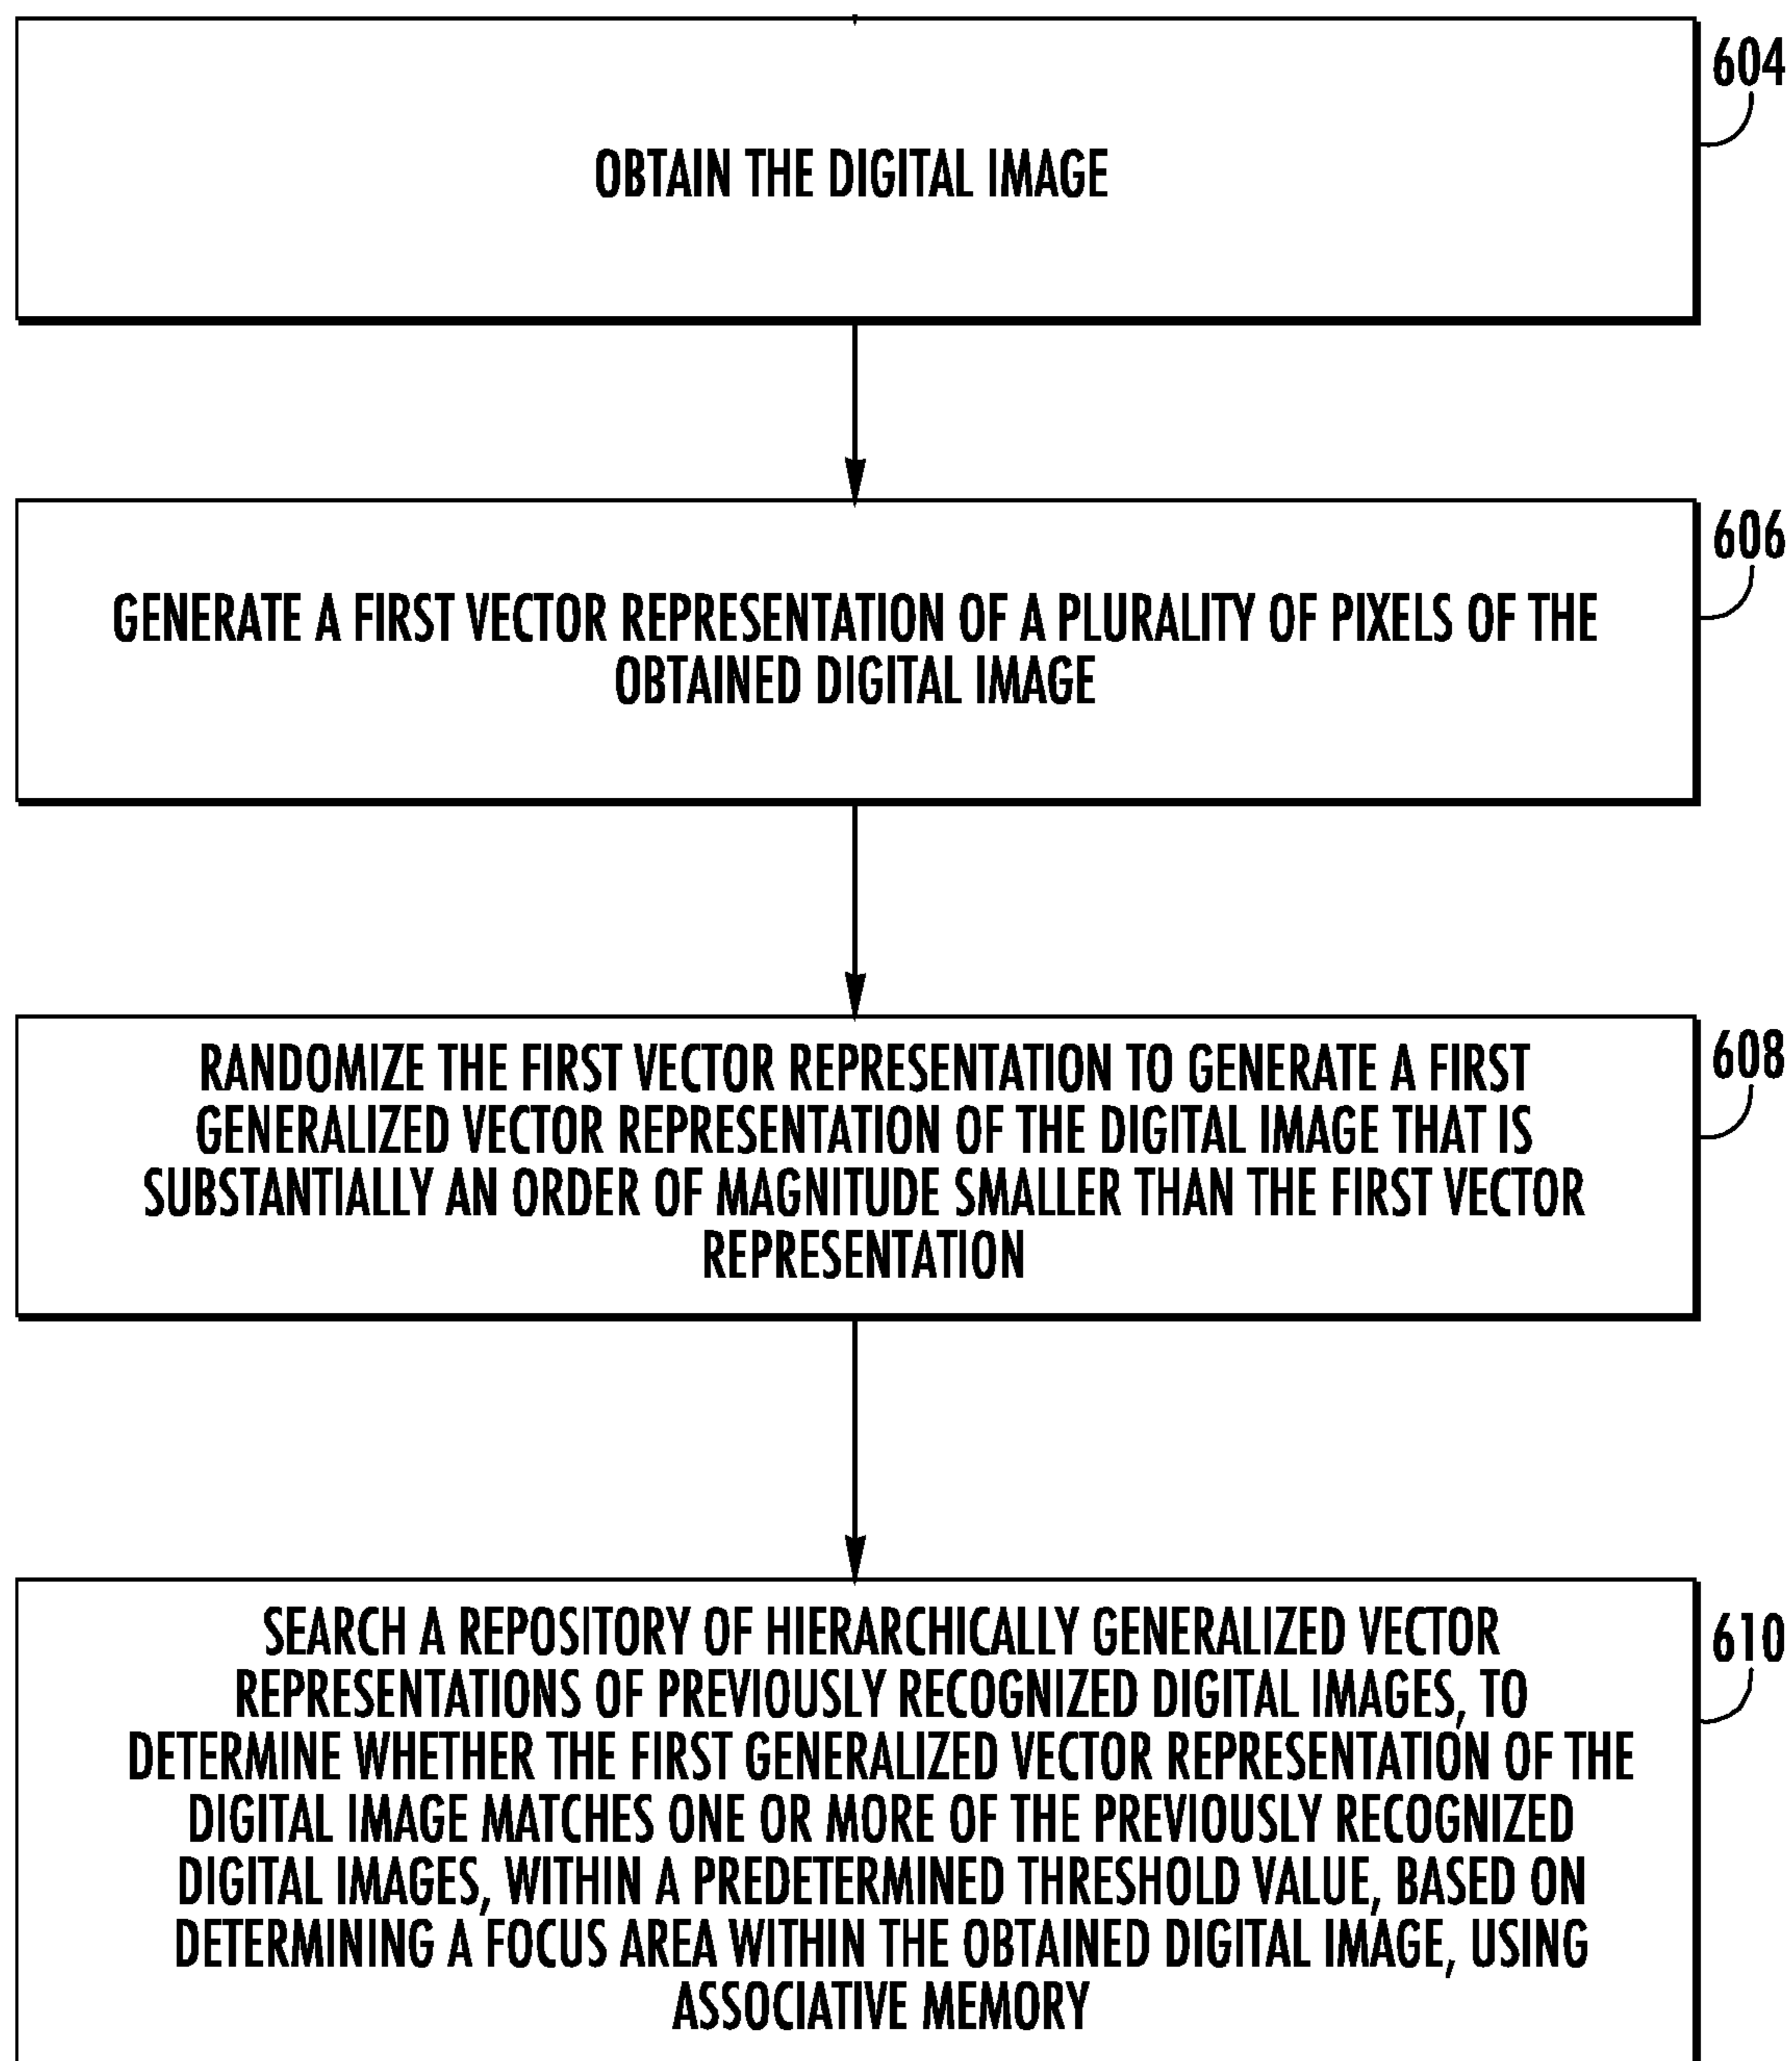 604
OBTAIN THE DIGITAL IMAGE
606
GENERATE A FIRST VECTOR REPRESENTATION OF A PLURALITY OF PIXELS OF THE
OBTAINED DIGITAL IMAGE
608
RANDOMIZE THE FIRST VECTOR REPRESENTATION TO GENERATE A FIRST
GENERALIZED VECTOR REPRESENTATION OF THE DIGITAL IMAGE THAT IS
SUBSTANTIALLY AN ORDER OF MAGNITUDE SMALLER THAN THE FIRST VECTOR
REPRESENTATION
610
SEARCH A REPOSITORY OF HIERARCHICALLY GENERALIZED VECTOR
REPRESENTATIONS OF PREVIOUSLY RECOGNIZED DIGITAL IMAGES, TO
DETERMINE WHETHER THE FIRST GENERALIZED VECTOR REPRESENTATION OF THE
DIGITAL IMAGE MATCHES ONE OR MORE OF THE PREVIOUSLY RECOGNIZED
DIGITAL IMAGES, WITHIN A PREDETERMINED THRESHOLD VALUE, BASED ON
DETERMINING A FOCUS AREA WITHIN THE OBTAINED DIGITAL IMAGE, USING
ASSOCIATIVE MEMORY